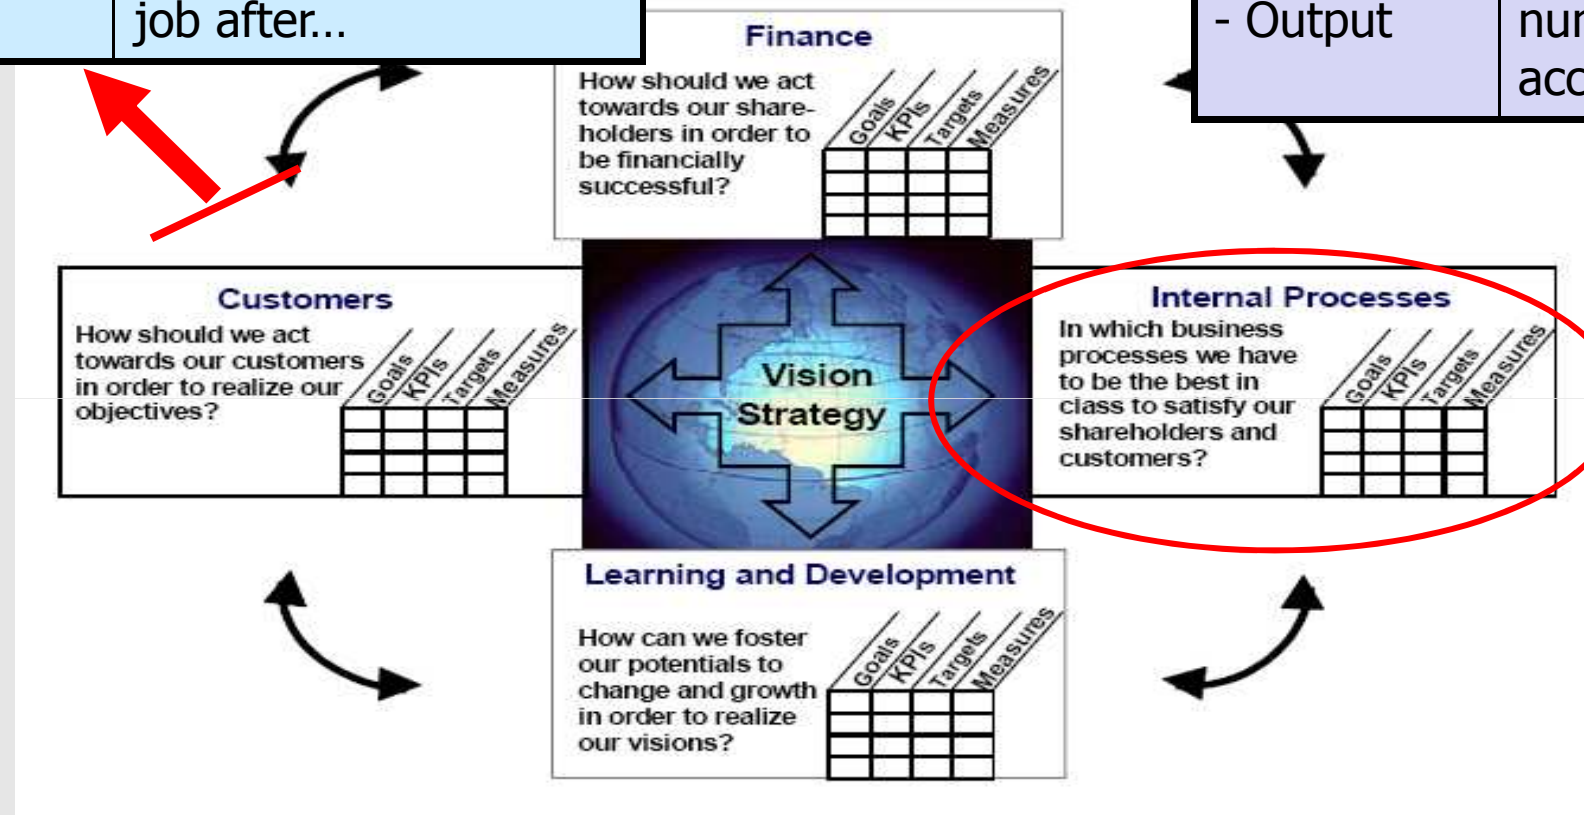 job after...
- Output
Finance
How should we act
towards our share-
holders in order to
be financially
successful?
Goals
KPIs
Targets
Measures
Customers
How should we act
towards our customers
in order to realize our
objectives?
Goals
KPIs
Targets
Measures
Vision
Strategy
Internal Processes
In which business
processes we have
to be the best in
class to satisfy our
shareholders and
customers?
Goals
KPIs
Targets
Measures
Learning and Development
How can we foster
our potentials to
change and growth
in order to realize
our visions?
Goals
KPIs
Targets
Measures